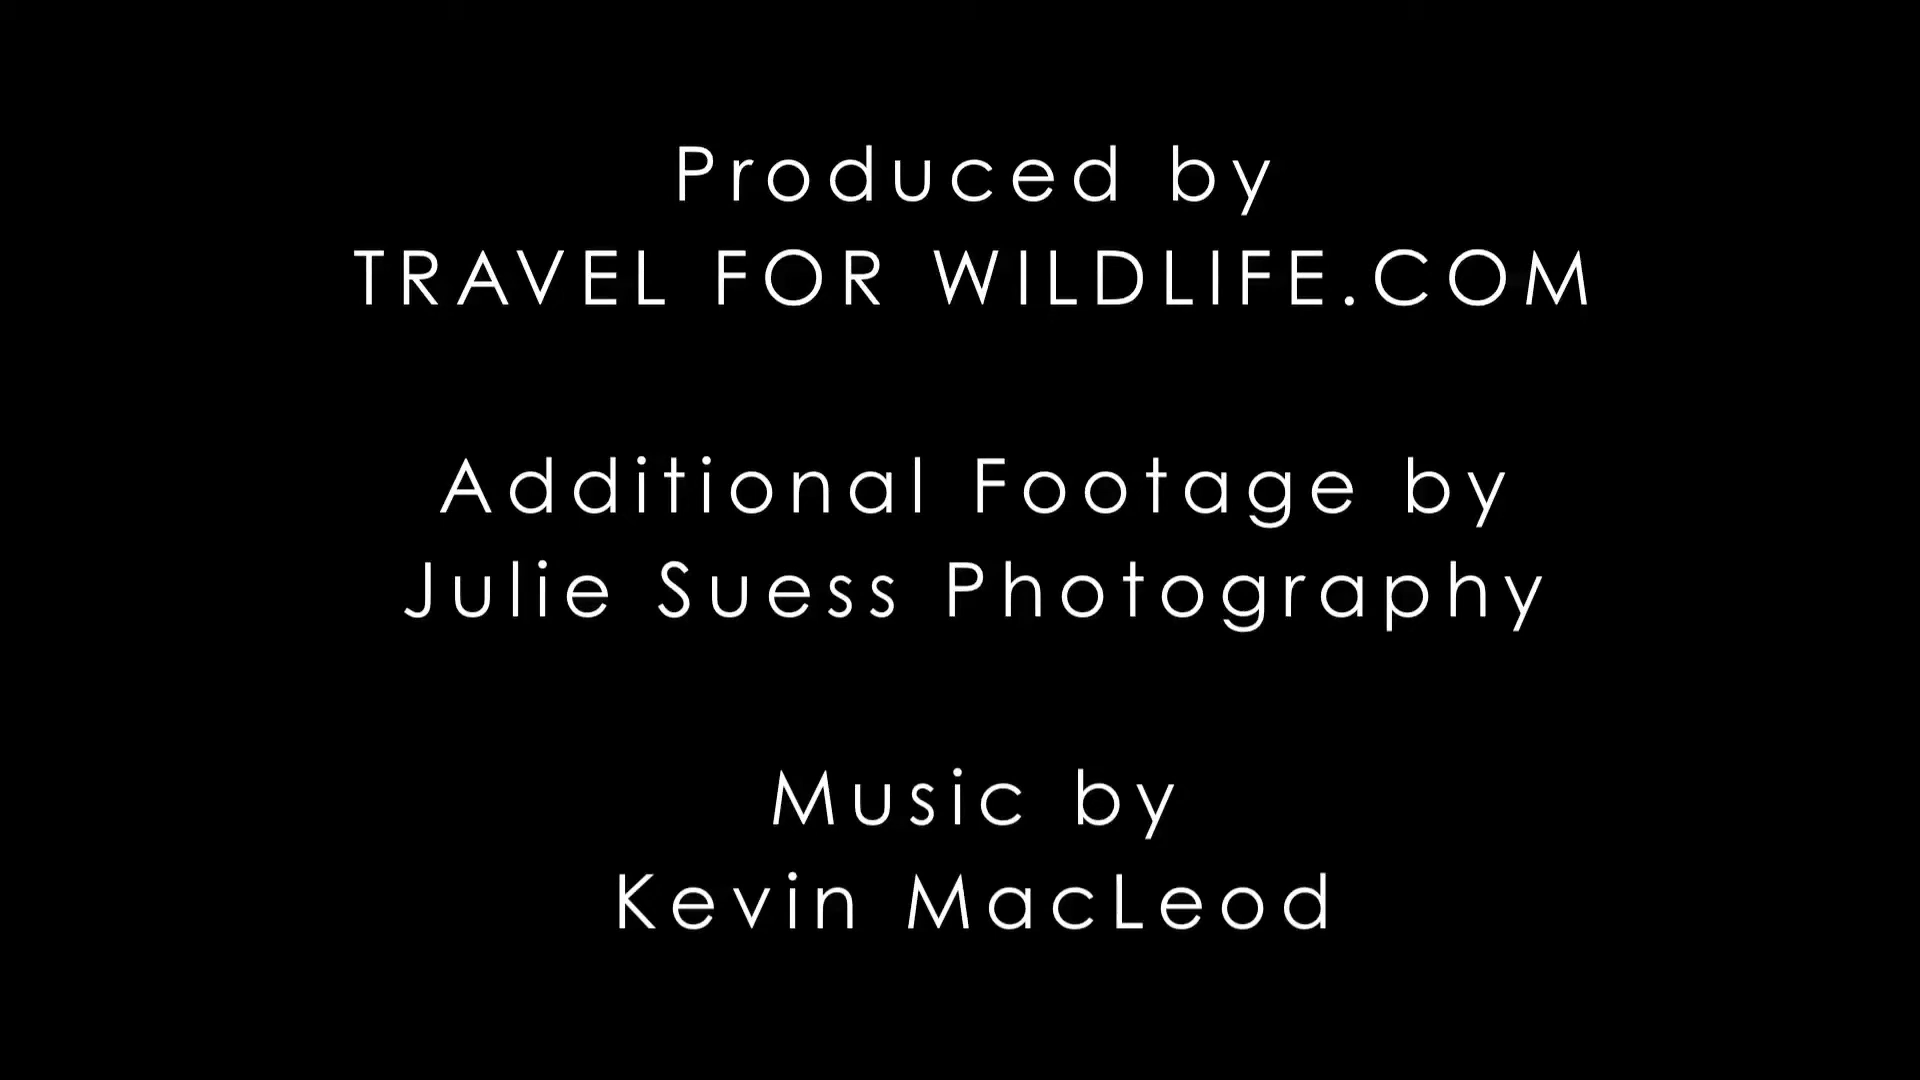 Produced by
TRAVEL FOR WILDLIFE.COM
Additional Footage by
Julie Suess Photography
Music by
Kevin MacLeod